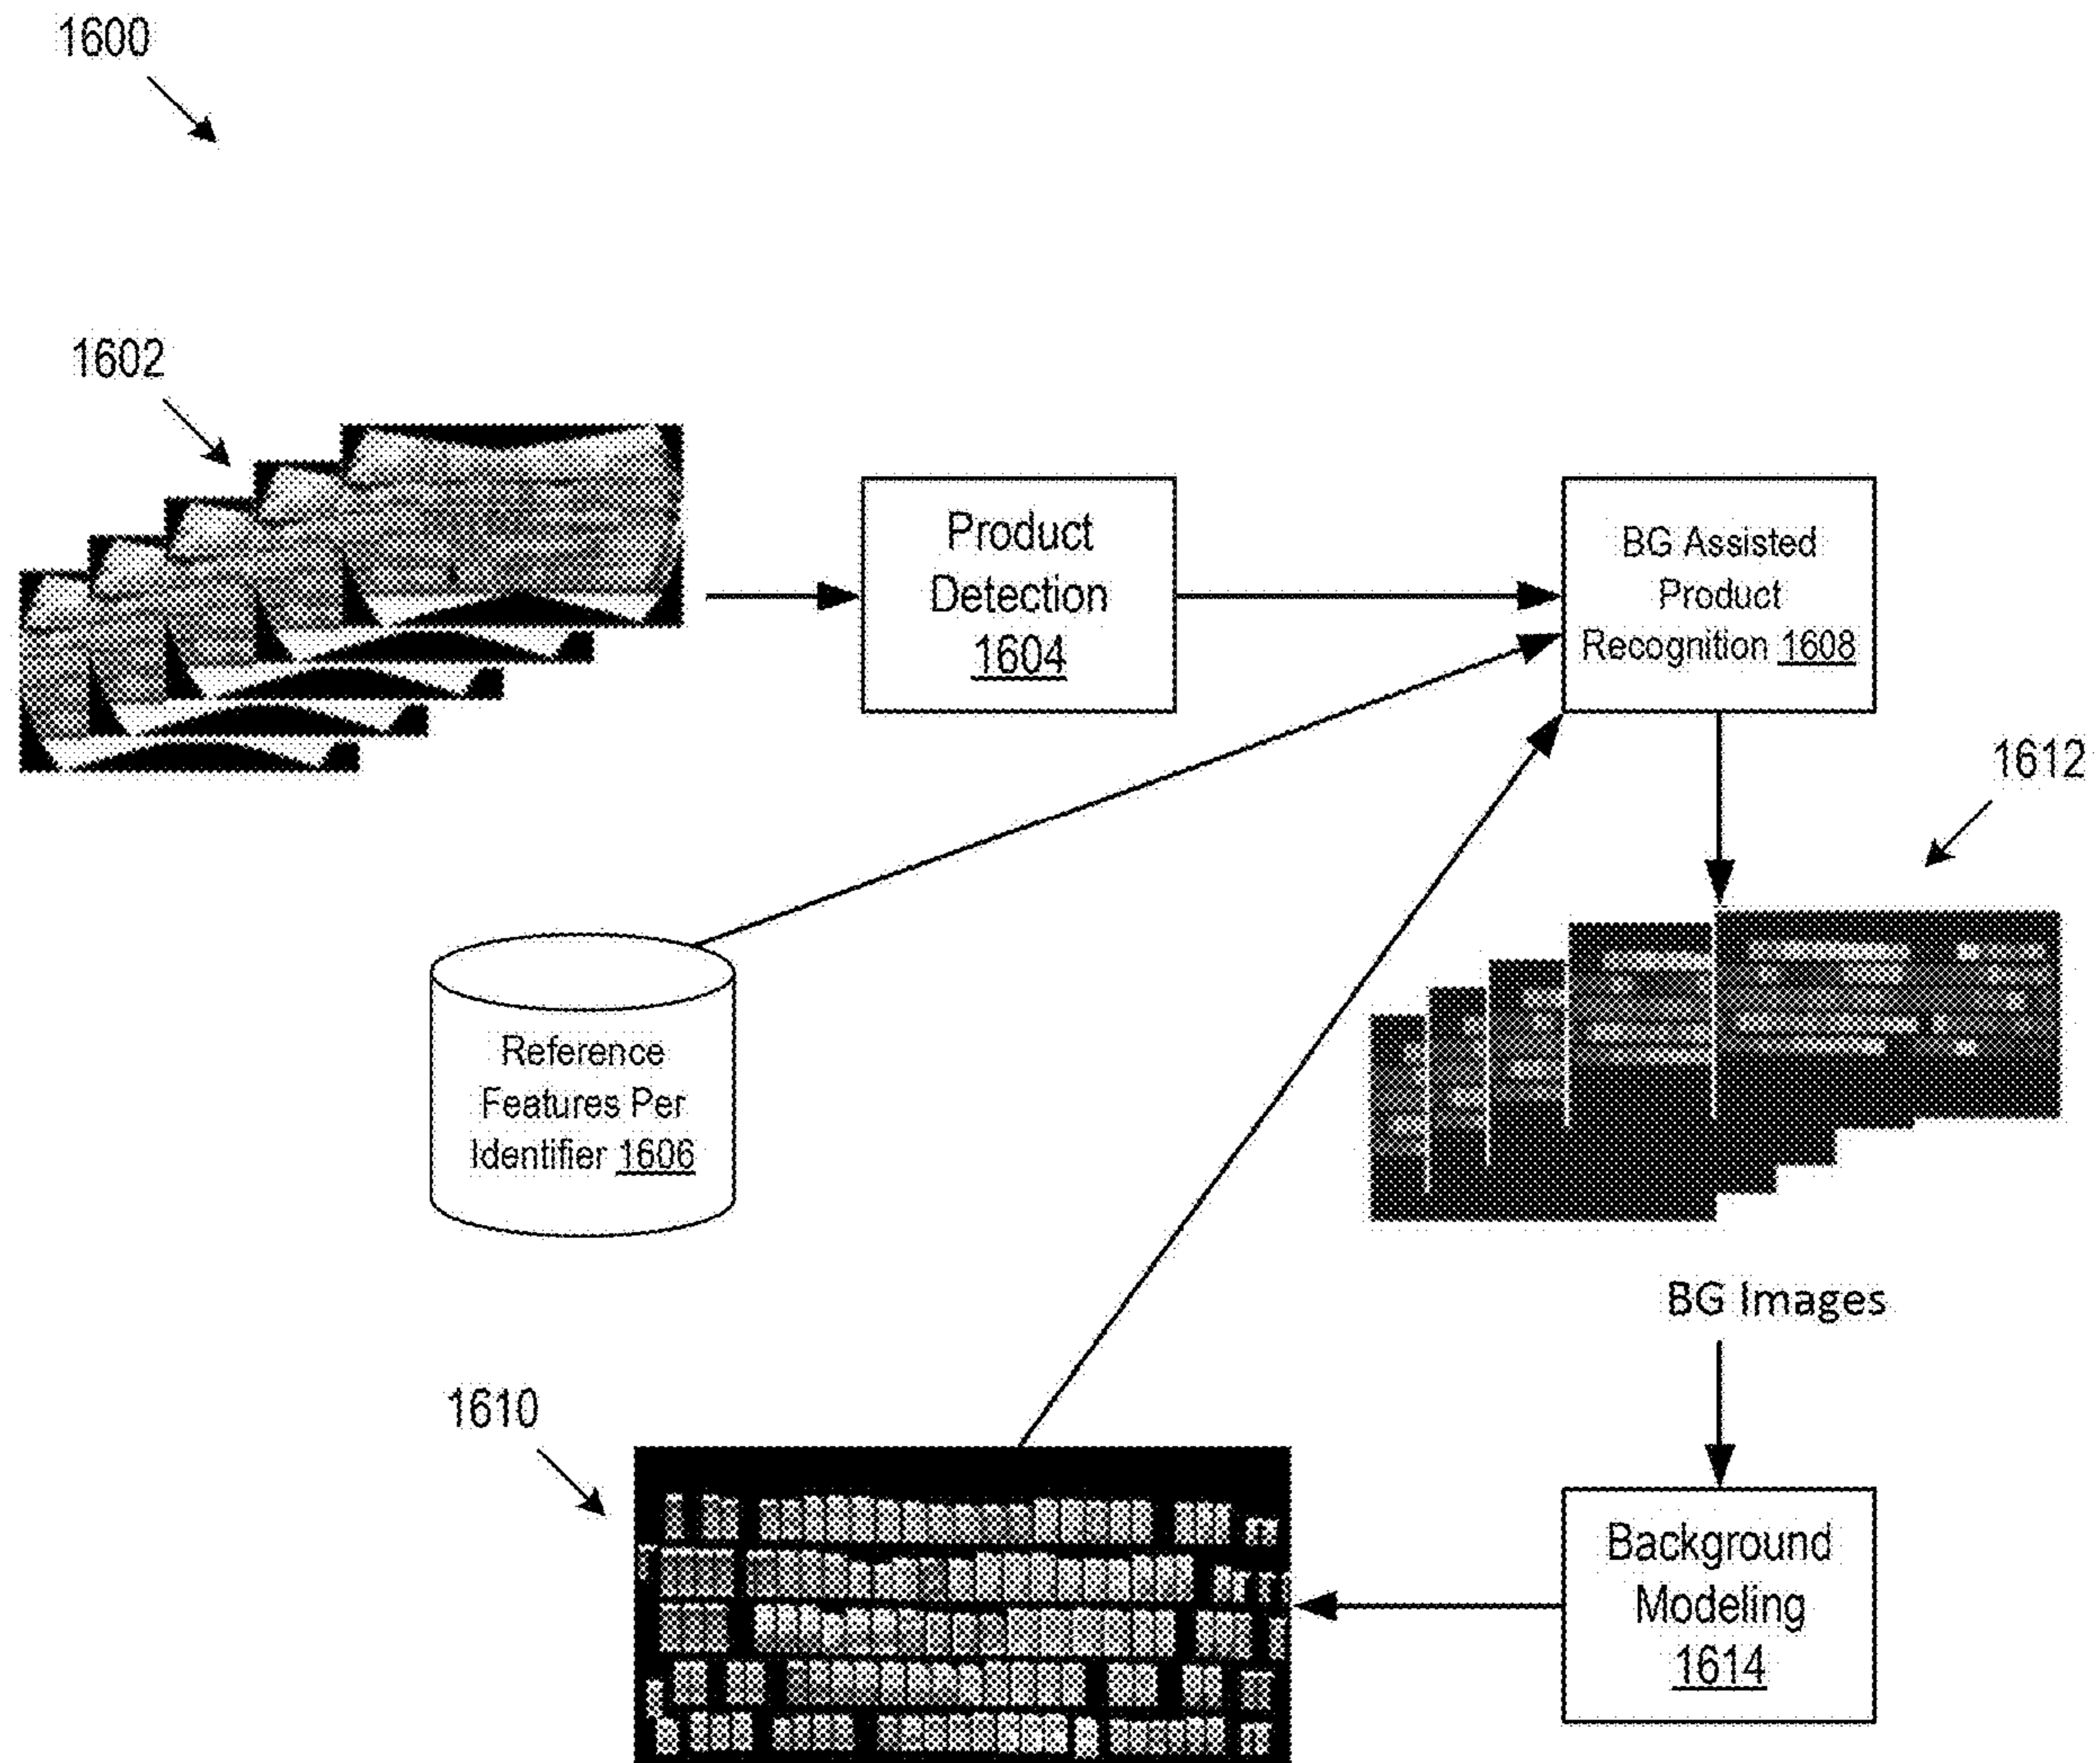 1600
1602
Product
Detection
1604
BG Assisted
Product
Recognition 1608
1612
Reference
Features Per
Identifier 1606
BG Images
1610
Background
Modeling
1614